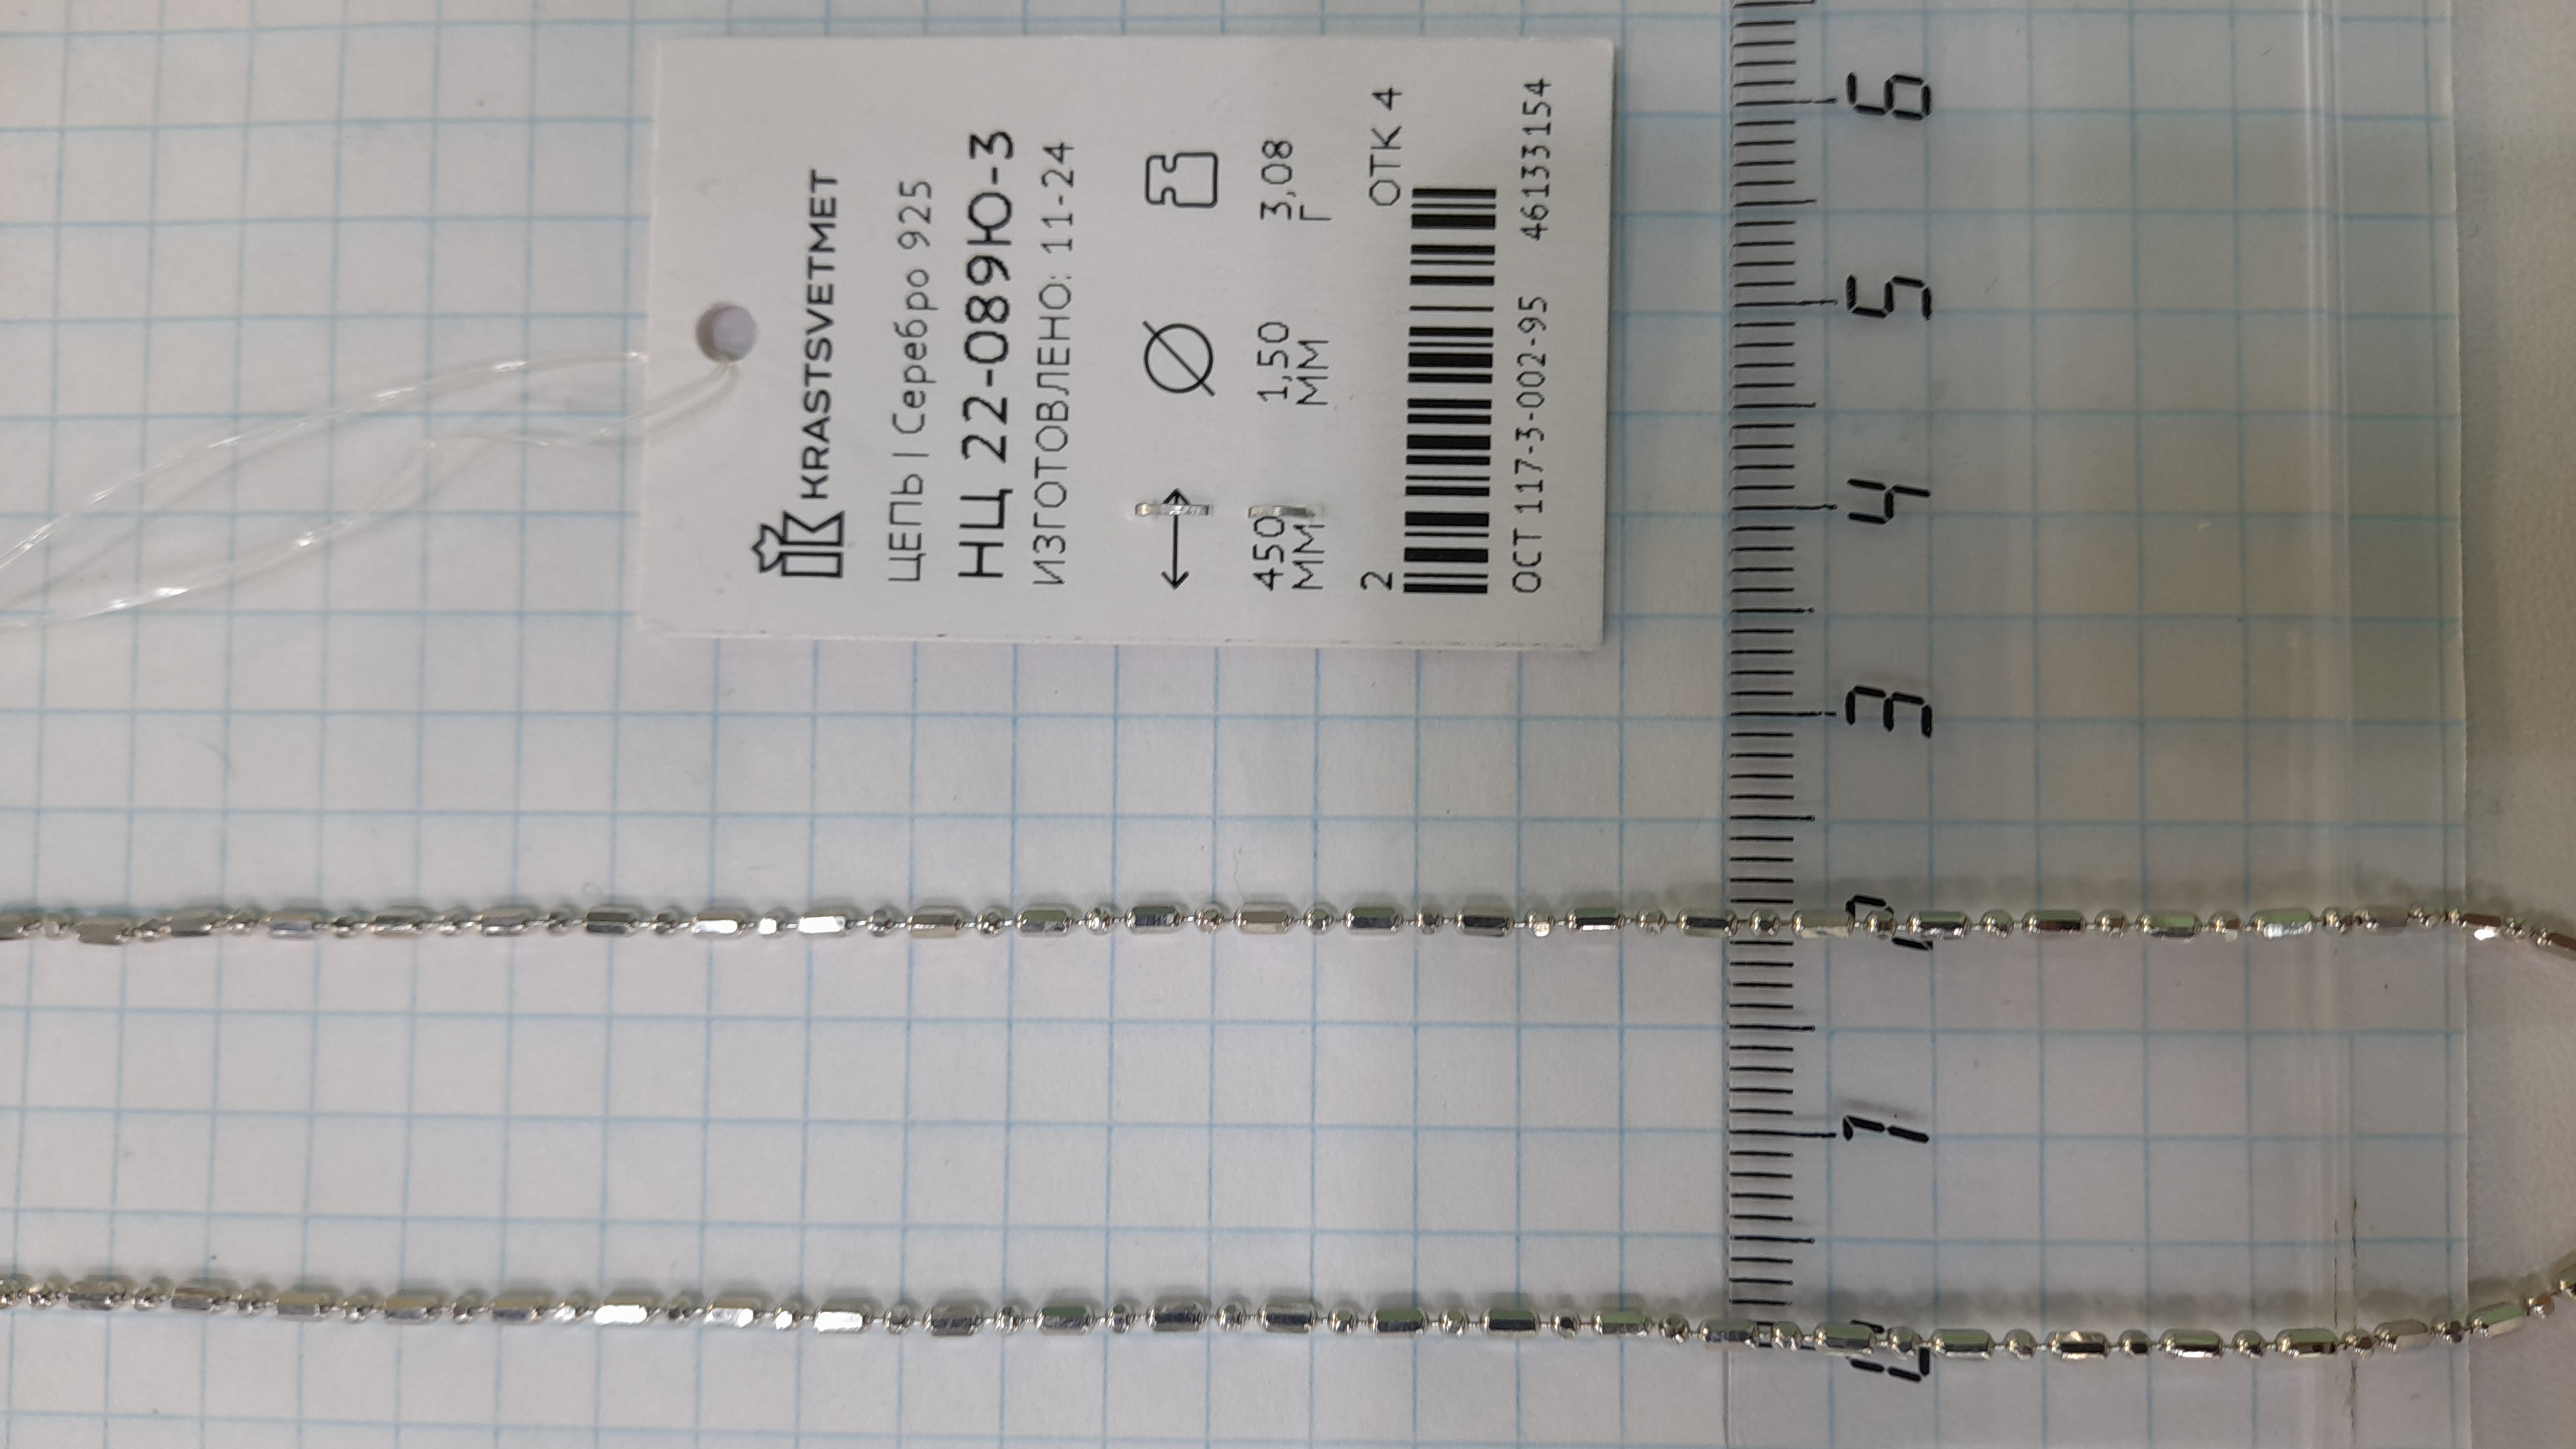 KRASTSVETMET
ЦЕПЬ | Серебро 925
НЦ 22-089Ю-3
ИЗГОТОВЛЕНО: 11-24
450 1,50 3,08
ММ ММ Г
2 ОТК 4
ОСТ 117-3-002-95 46133154
0 1 2 3 4 5 6